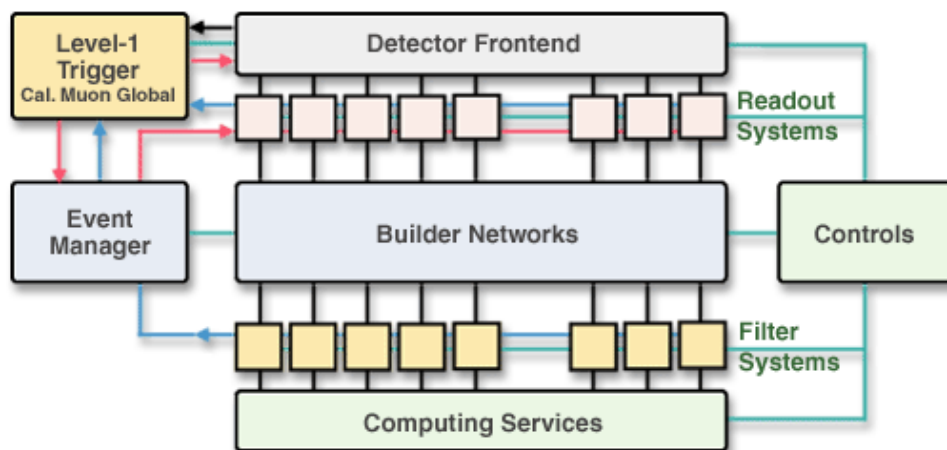 Level-1
Trigger
Cal. Muon Global
Detector Frontend
Readout
Systems
Event
Manager
Builder Networks
Controls
Filter
Systems
Computing Services